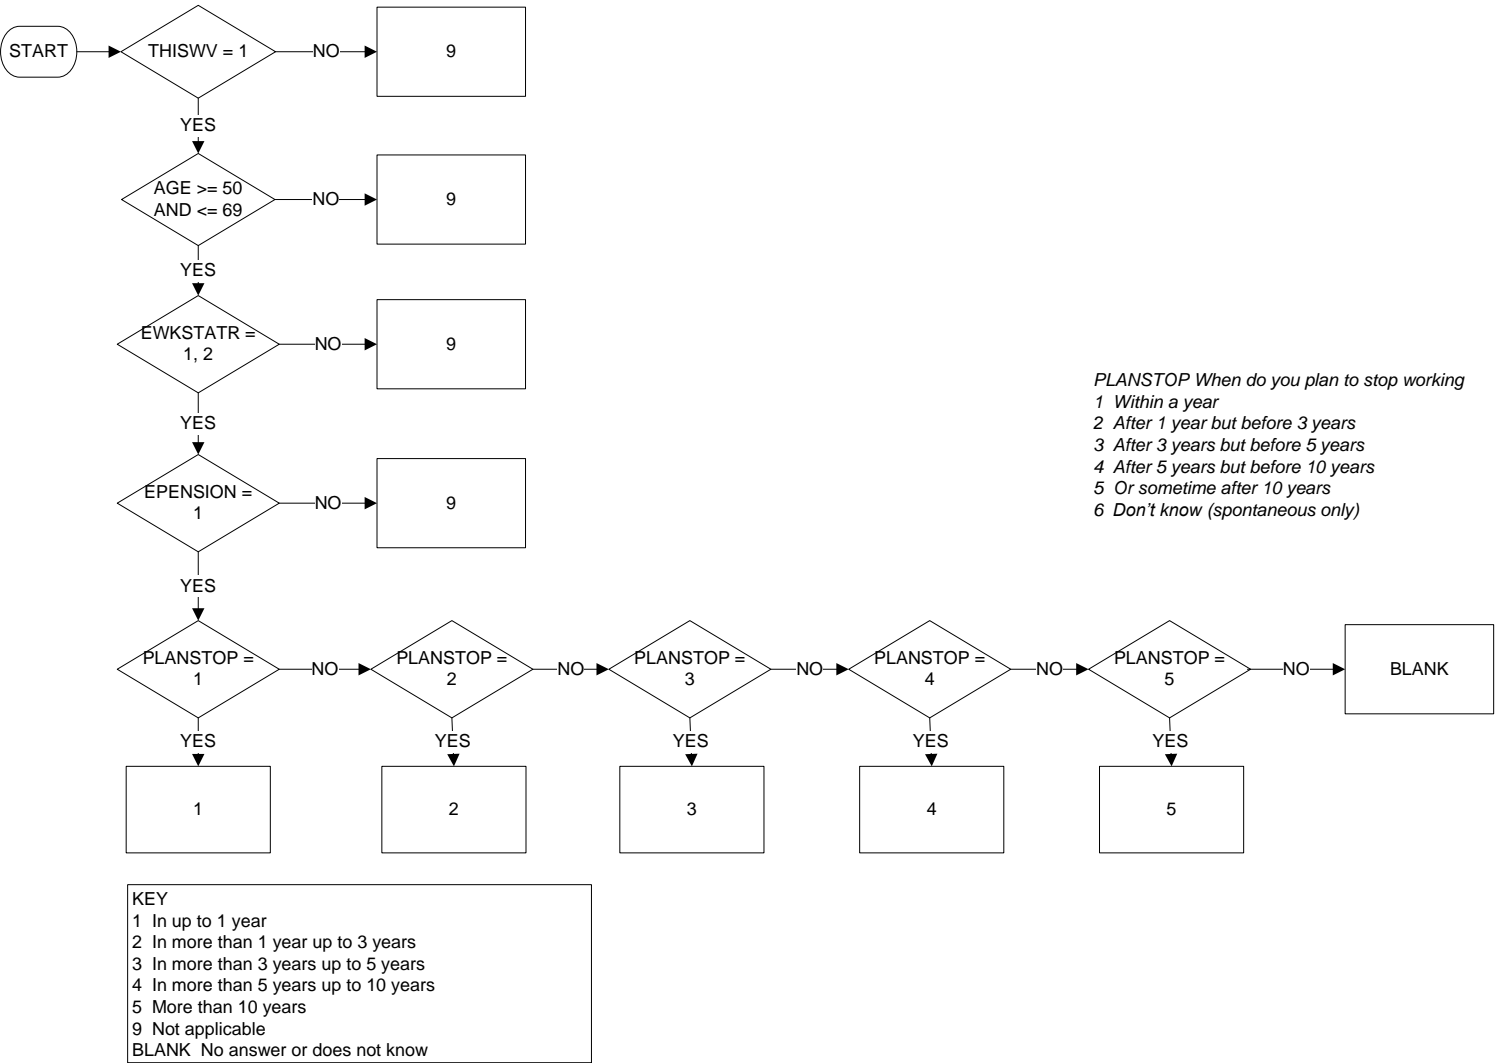 START
THISWV = 1
NO
9
YES
AGE >= 50
AND <= 69
NO
9
YES
EWKSTATR =
1, 2
NO
9
YES
EPENSION =
1
NO
9
YES
PLANSTOP When do you plan to stop working
1 Within a year
2 After 1 year but before 3 years
3 After 3 years but before 5 years
4 After 5 years but before 10 years
5 Or sometime after 10 years
6 Don't know (spontaneous only)
PLANSTOP =
1
NO
PLANSTOP =
2
NO
PLANSTOP =
3
NO
PLANSTOP =
4
NO
PLANSTOP =
5
NO
BLANK
YES
YES
YES
YES
YES
1
2
3
4
5
KEY
1 In up to 1 year
2 In more than 1 year up to 3 years
3 In more than 3 years up to 5 years
4 In more than 5 years up to 10 years
5 More than 10 years
9 Not applicable
BLANK No answer or does not know